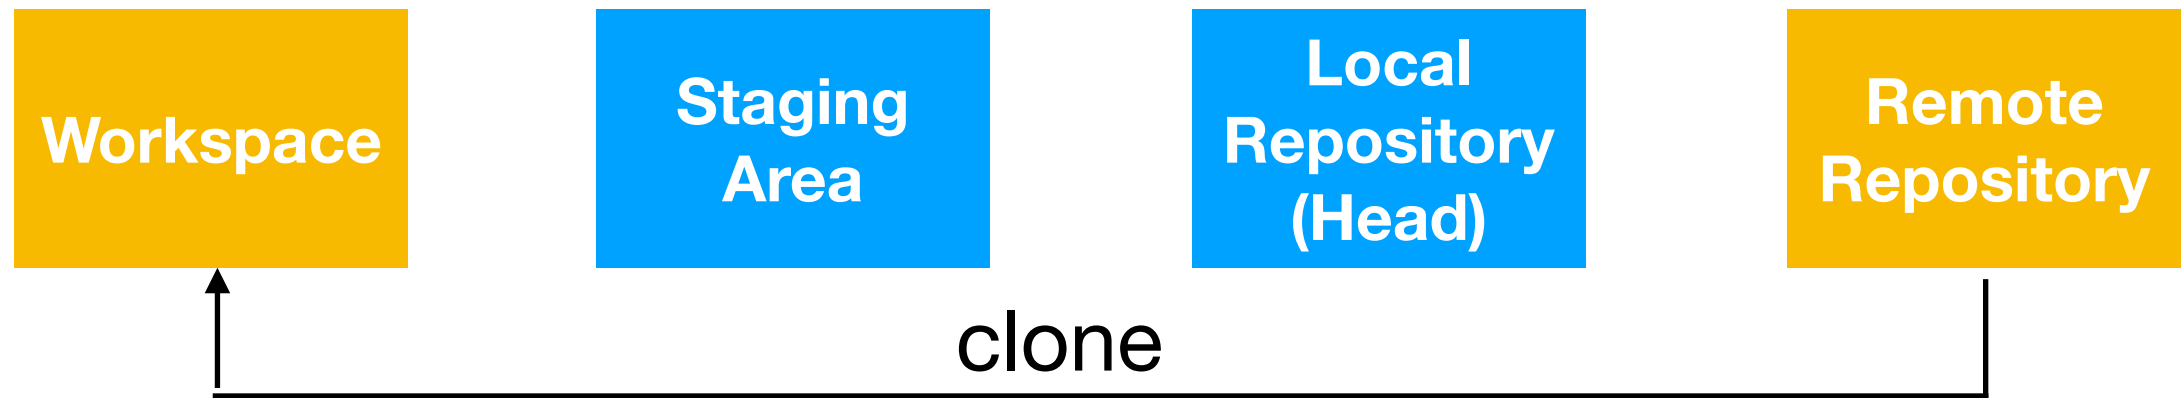 Workspace
Staging
Area
Local
Repository
(Head)
Remote
Repository
clone